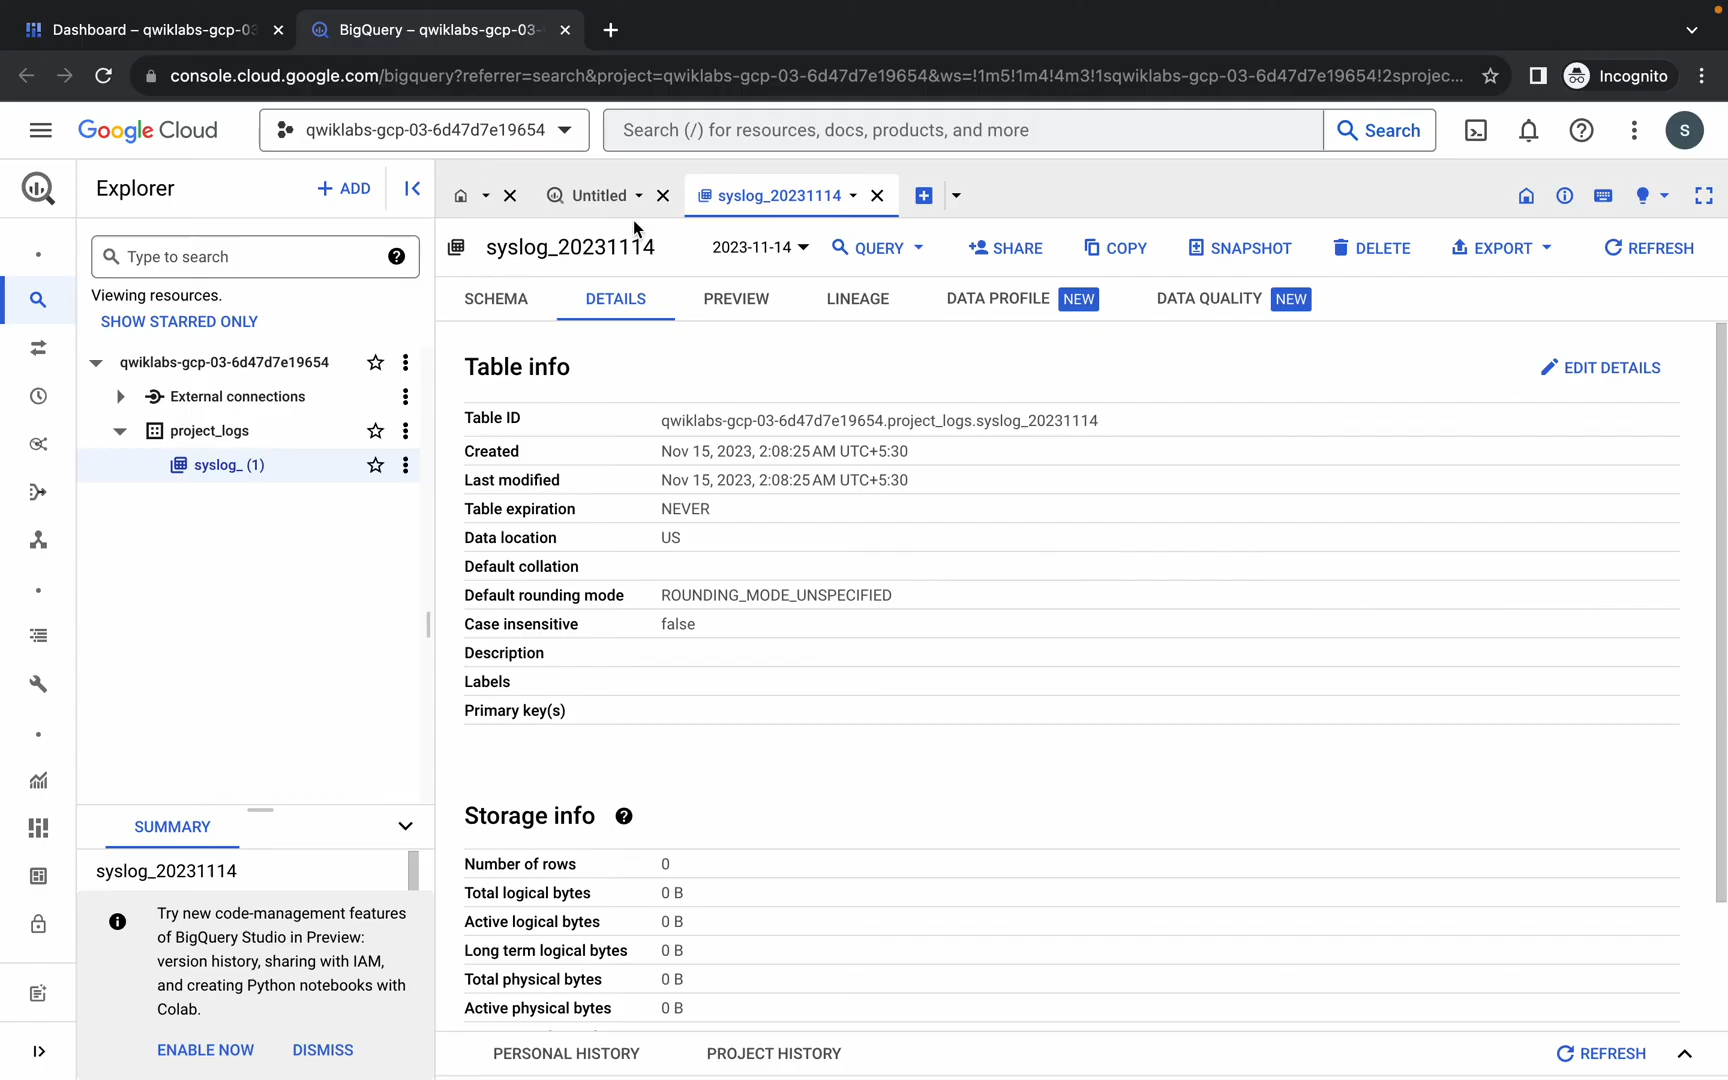 Dashboard – qwiklabs-gcp-03
BigQuery – qwiklabs-gcp-03-
console.cloud.google.com/bigquery?referrer=search&project=qwiklabs-gcp-03-6d47d7e19654&ws=!1m5!1m4!4m3!1sqwiklabs-gcp-03-6d47d7e19654!2sprojec...
Incognito
Google Cloud
qwiklabs-gcp-03-6d47d7e19654
Search (/) for resources, docs, products, and more
Search
S
Explorer
+ ADD
Untitled
syslog_20231114
syslog_20231114
2023-11-14
QUERY
SHARE
COPY
SNAPSHOT
DELETE
EXPORT
REFRESH
Type to search
Viewing resources.
SHOW STARRED ONLY
qwiklabs-gcp-03-6d47d7e19654
External connections
project_logs
syslog_ (1)
SCHEMA
DETAILS
PREVIEW
LINEAGE
DATA PROFILE NEW
DATA QUALITY NEW
Table info
EDIT DETAILS
Table ID qwiklabs-gcp-03-6d47d7e19654.project_logs.syslog_20231114
Created Nov 15, 2023, 2:08:25 AM UTC+5:30
Last modified Nov 15, 2023, 2:08:25 AM UTC+5:30
Table expiration NEVER
Data location US
Default collation
Default rounding mode ROUNDING_MODE_UNSPECIFIED
Case insensitive false
Description
Labels
Primary key(s)
Storage info
Number of rows 0
Total logical bytes 0 B
Active logical bytes 0 B
Long term logical bytes 0 B
Total physical bytes 0 B
Active physical bytes 0 B
SUMMARY
syslog_20231114
Try new code-management features
of BigQuery Studio in Preview:
version history, sharing with IAM,
and creating Python notebooks with
Colab.
ENABLE NOW
DISMISS
PERSONAL HISTORY
PROJECT HISTORY
REFRESH